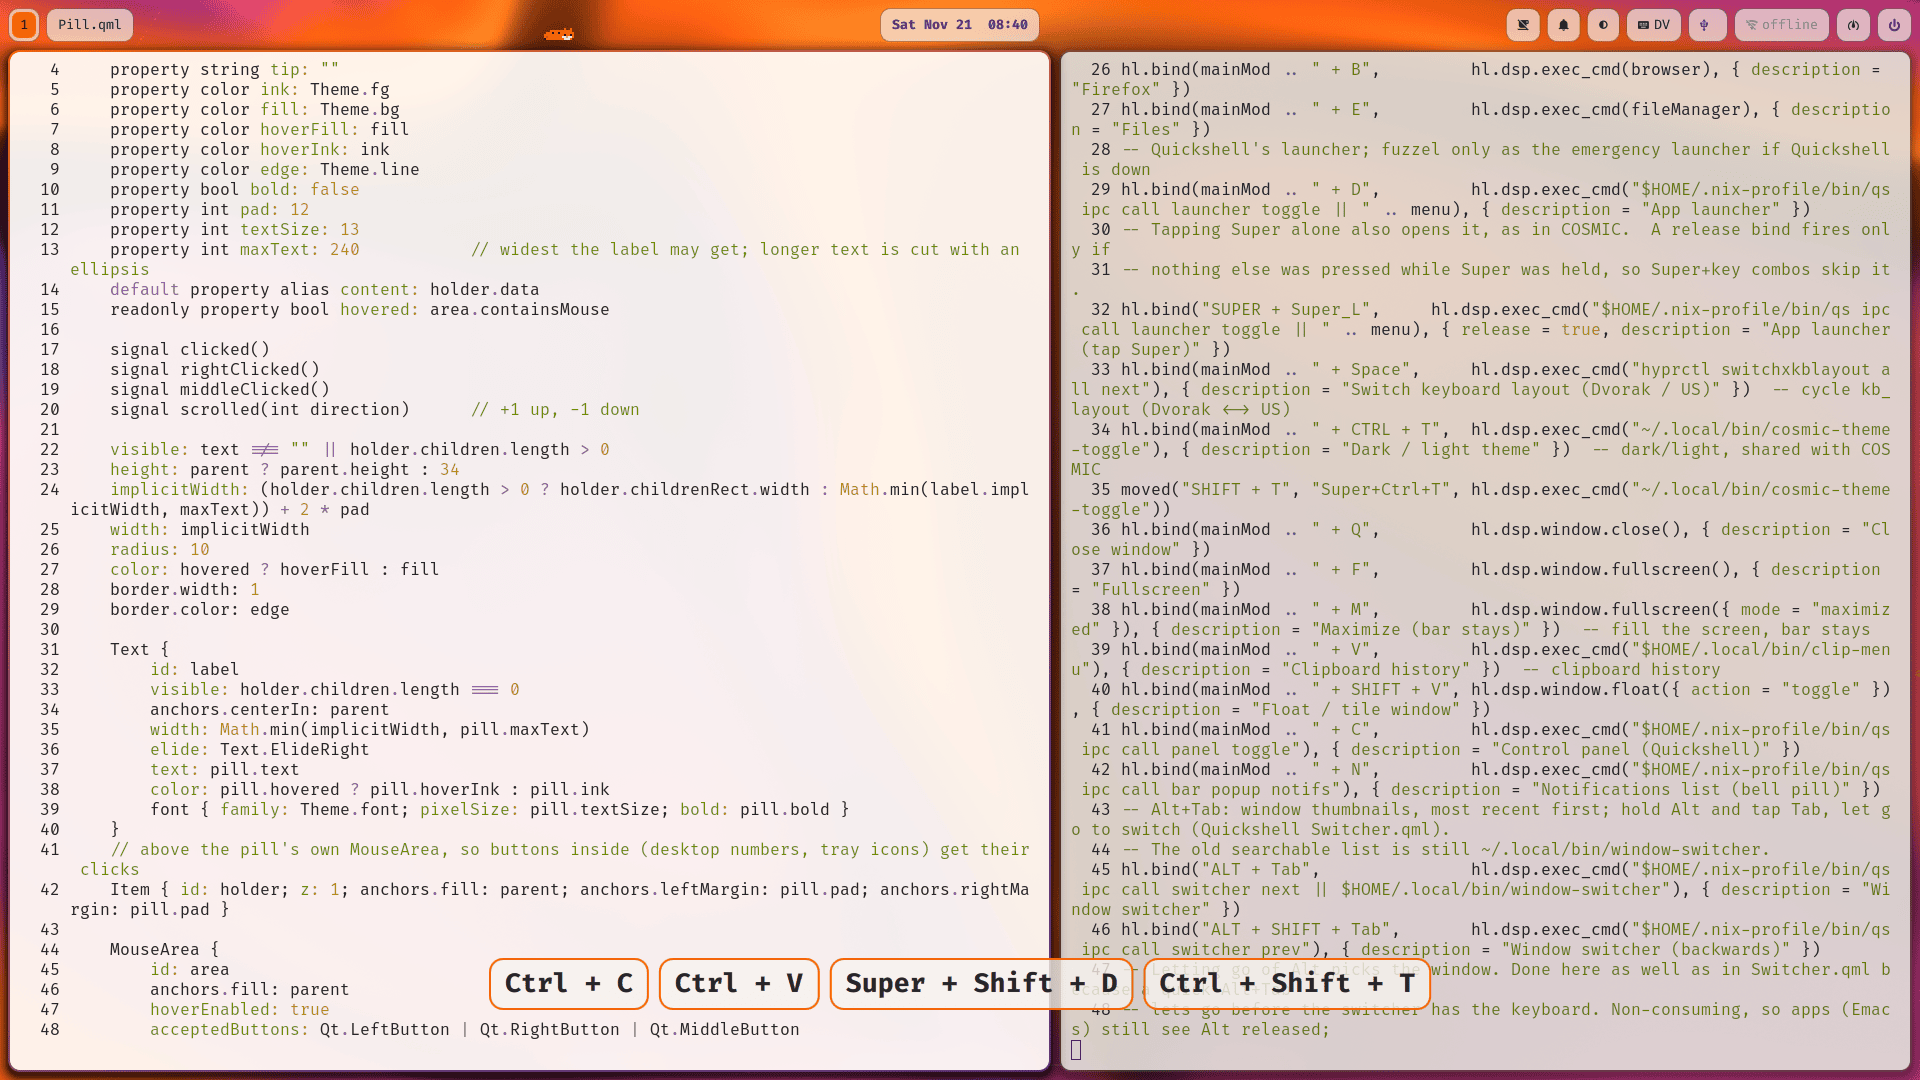 1 Pill.qml Sat Nov 21 08:40 DV offline
4 property string tip: ""
5 property color ink: Theme.fg
6 property color fill: Theme.bg
7 property color hoverFill: fill
8 property color hoverInk: ink
9 property color edge: Theme.line
10 property bool bold: false
11 property int pad: 12
12 property int textSize: 13
13 property int maxText: 240 // widest the label may get; longer text is cut with an
ellipsis
14 default property alias content: holder.data
15 readonly property bool hovered: area.containsMouse
16
17 signal clicked()
18 signal rightClicked()
19 signal middleClicked()
20 signal scrolled(int direction) // +1 up, -1 down
21
22 visible: text !== "" || holder.children.length > 0
23 height: parent ? parent.height : 34
24 implicitWidth: (holder.children.length > 0 ? holder.childrenRect.width : Math.min(label.impl
icitWidth, maxText)) + 2 * pad
25 width: implicitWidth
26 radius: 10
27 color: hovered ? hoverFill : fill
28 border.width: 1
29 border.color: edge
30
31 Text {
32 id: label
33 visible: holder.children.length === 0
34 anchors.centerIn: parent
35 width: Math.min(implicitWidth, pill.maxText)
36 elide: Text.ElideRight
37 text: pill.text
38 color: pill.hovered ? pill.hoverInk : pill.ink
39 font { family: Theme.font; pixelSize: pill.textSize; bold: pill.bold }
40 }
41 // above the pill's own MouseArea, so buttons inside (desktop numbers, tray icons) get their
clicks
42 Item { id: holder; z: 1; anchors.fill: parent; anchors.leftMargin: pill.pad; anchors.rightMa
rgin: pill.pad }
43
44 MouseArea {
45 id: area
46 anchors.fill: parent
47 hoverEnabled: true
48 acceptedButtons: Qt.LeftButton | Qt.RightButton | Qt.MiddleButton
26 hl.bind(mainMod .. " + B", hl.dsp.exec_cmd(browser), { description =
"Firefox" })
27 hl.bind(mainMod .. " + E", hl.dsp.exec_cmd(fileManager), { descriptio
n = "Files" })
28 -- Quickshell's launcher; fuzzel only as the emergency launcher if Quickshell
is down
29 hl.bind(mainMod .. " + D", hl.dsp.exec_cmd("$HOME/.nix-profile/bin/qs
ipc call launcher toggle || " .. menu), { description = "App launcher" })
30 -- Tapping Super alone also opens it, as in COSMIC. A release bind fires onl
y if
31 -- nothing else was pressed while Super was held, so Super+key combos skip it
.
32 hl.bind("SUPER + Super_L", hl.dsp.exec_cmd("$HOME/.nix-profile/bin/qs ipc
call launcher toggle || " .. menu), { release = true, description = "App launcher
(tap Super)" })
33 hl.bind(mainMod .. " + Space", hl.dsp.exec_cmd("hyprctl switchxkblayout a
ll next"), { description = "Switch keyboard layout (Dvorak / US)" }) -- cycle kb_
layout (Dvorak <-> US)
34 hl.bind(mainMod .. " + CTRL + T", hl.dsp.exec_cmd("~/.local/bin/cosmic-theme
-toggle"), { description = "Dark / light theme" }) -- dark/light, shared with COS
MIC
35 moved("SHIFT + T", "Super+Ctrl+T", hl.dsp.exec_cmd("~/.local/bin/cosmic-theme
-toggle"))
36 hl.bind(mainMod .. " + Q", hl.dsp.window.close(), { description = "Cl
ose window" })
37 hl.bind(mainMod .. " + F", hl.dsp.window.fullscreen(), { description
= "Fullscreen" })
38 hl.bind(mainMod .. " + M", hl.dsp.window.fullscreen({ mode = "maximiz
ed" }), { description = "Maximize (bar stays)" }) -- fill the screen, bar stays
39 hl.bind(mainMod .. " + V", hl.dsp.exec_cmd("$HOME/.local/bin/clip-men
u"), { description = "Clipboard history" }) -- clipboard history
40 hl.bind(mainMod .. " + SHIFT + V", hl.dsp.window.float({ action = "toggle" })
, { description = "Float / tile window" })
41 hl.bind(mainMod .. " + C", hl.dsp.exec_cmd("$HOME/.nix-profile/bin/qs
ipc call panel toggle"), { description = "Control panel (Quickshell)" })
42 hl.bind(mainMod .. " + N", hl.dsp.exec_cmd("$HOME/.nix-profile/bin/qs
ipc call bar popup notifs"), { description = "Notifications list (bell pill)" })
43 -- Alt+Tab: window thumbnails, most recent first; hold Alt and tap Tab, let g
o to switch (Quickshell Switcher.qml).
44 -- The old searchable list is still ~/.local/bin/window-switcher.
45 hl.bind("ALT + Tab", hl.dsp.exec_cmd("$HOME/.nix-profile/bin/qs
ipc call switcher next || $HOME/.local/bin/window-switcher"), { description = "Wi
ndow switcher" })
46 hl.bind("ALT + SHIFT + Tab", hl.dsp.exec_cmd("$HOME/.nix-profile/bin/qs
ipc call switcher prev"), { description = "Window switcher (backwards)" })
47 -- Letting go of Alt picks the window. Done here as well as in Switcher.qml b
48 -- lets go before the switcher has the keyboard. Non-consuming, so apps (Emac
s) still see Alt released;
Ctrl + C Ctrl + V Super + Shift + D Ctrl + Shift + T